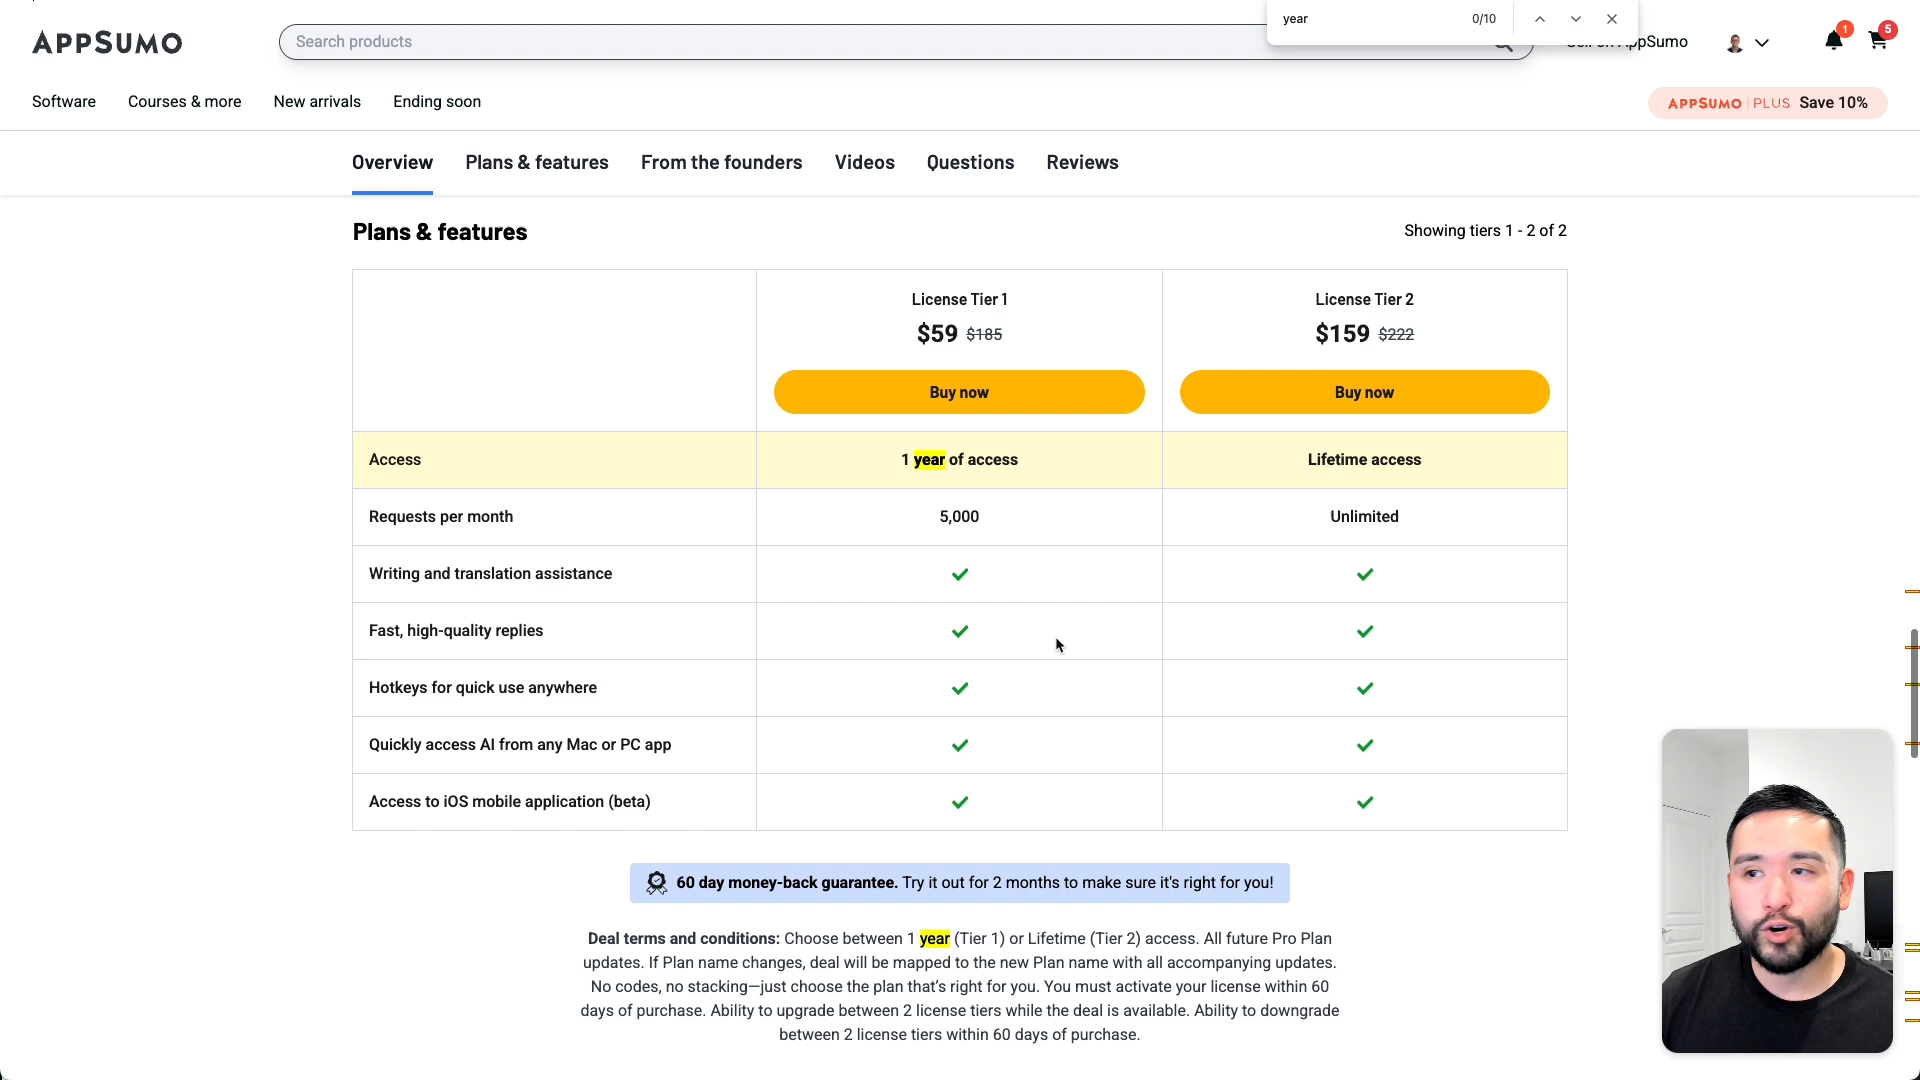 year
0/10
APPSUMO
Search products
pSumo
1
5
Software
Courses & more
New arrivals
Ending soon
APPSUMO PLUS Save 10%
Overview
Plans & features
From the founders
Videos
Questions
Reviews
Plans & features
Showing tiers 1 - 2 of 2
License Tier 1
$59 $185
Buy now
License Tier 2
$159 $222
Buy now
Access
1 year of access
Lifetime access
Requests per month
5,000
Unlimited
Writing and translation assistance
Fast, high-quality replies
Hotkeys for quick use anywhere
Quickly access AI from any Mac or PC app
Access to iOS mobile application (beta)
60 day money-back guarantee. Try it out for 2 months to make sure it's right for you!
Deal terms and conditions: Choose between 1 year (Tier 1) or Lifetime (Tier 2) access. All future Pro Plan
updates. If Plan name changes, deal will be mapped to the new Plan name with all accompanying updates.
No codes, no stacking—just choose the plan that's right for you. You must activate your license within 60
days of purchase. Ability to upgrade between 2 license tiers while the deal is available. Ability to downgrade
between 2 license tiers within 60 days of purchase.